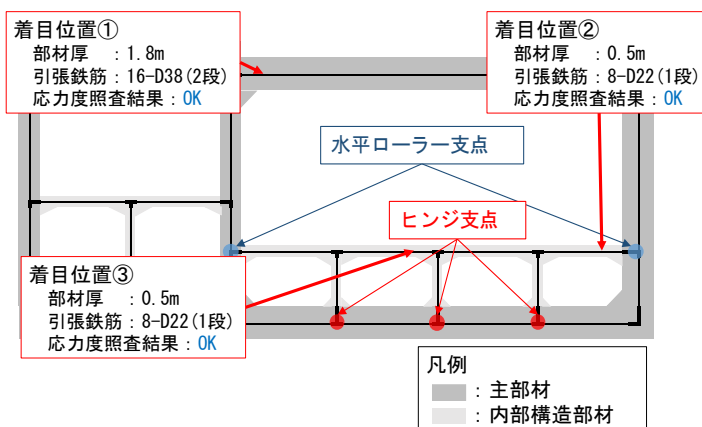 着目位置①
部材厚　：1.8m
引張鉄筋：16-D38(2段)
応力度照査結果：OK
着目位置②
部材厚　：0.5m
引張鉄筋：8-D22(1段)
応力度照査結果：OK
水平ローラー支点
ヒンジ支点
着目位置③
部材厚　：0.5m
引張鉄筋：8-D22(1段)
応力度照査結果：OK
凡例
：主部材
：内部構造部材